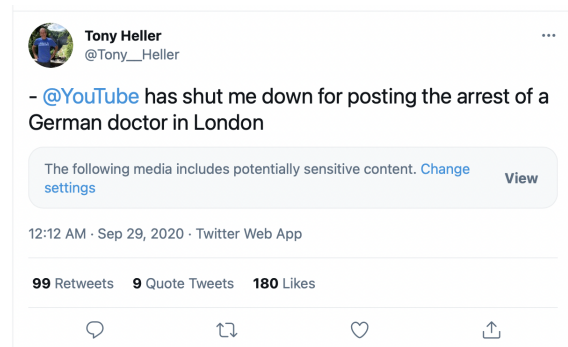 Tony Heller
@Tony__Heller
- @YouTube has shut me down for posting the arrest of a
German doctor in London
The following media includes potentially sensitive content. Change
settings
View
12:12 AM · Sep 29, 2020 · Twitter Web App
99 Retweets 9 Quote Tweets 180 Likes